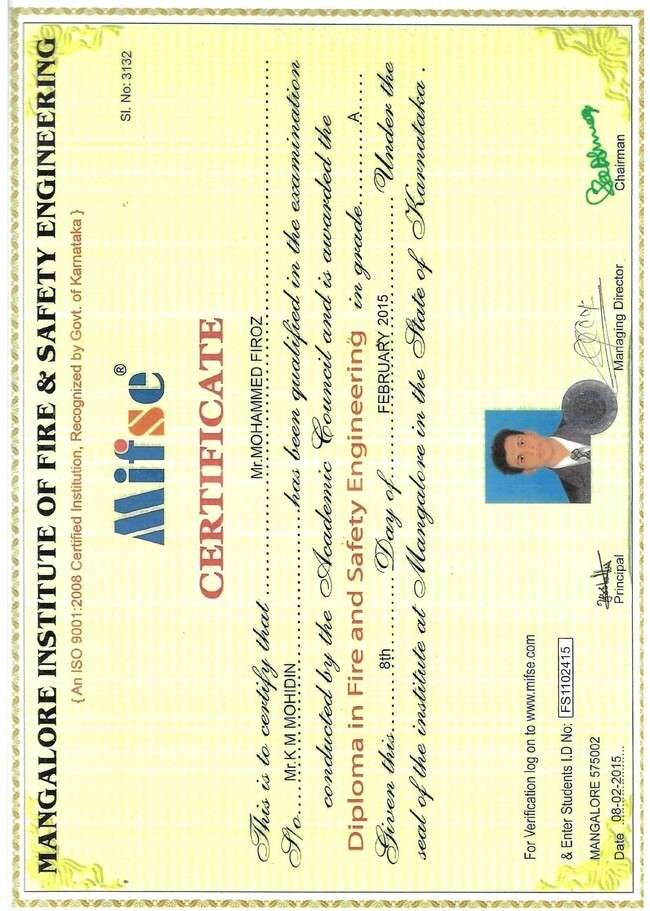 MANGALORE INSTITUTE OF FIRE & SAFETY ENGINEERING
{ An ISO 9001:2008 Certified Institution, Recognized by Govt. of Karnataka }
Sl. No: 3132
Mifse®
CERTIFICATE
This is to certify that ........ Mr.MOHAMMED FIROZ ........
S/o.... Mr.K M MOHIDIN ........ has been qualified in the examination
conducted by the Academic Council and is awarded the
Diploma in Fire and Safety Engineering in grade.......A.....
Given this....... 8th ....... Day of....... FEBRUARY 2015 ....... Under the
seal of the institute at Mangalore in the State of Karnataka .
For Verification log on to www.mifse.com
& Enter Students I.D No: FS1102415
MANGALORE 575002
Date ..08-02-2015........
Principal
Managing Director
Chairman